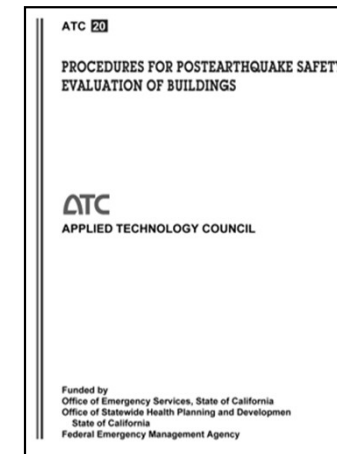 ATC 20
PROCEDURES FOR POSTEARTHQUAKE SAFETY
EVALUATION OF BUILDINGS
ATC
APPLIED TECHNOLOGY COUNCIL
Funded by
Office of Emergency Services, State of California
Office of Statewide Health Planning and Developmen
State of California
Federal Emergency Management Agency